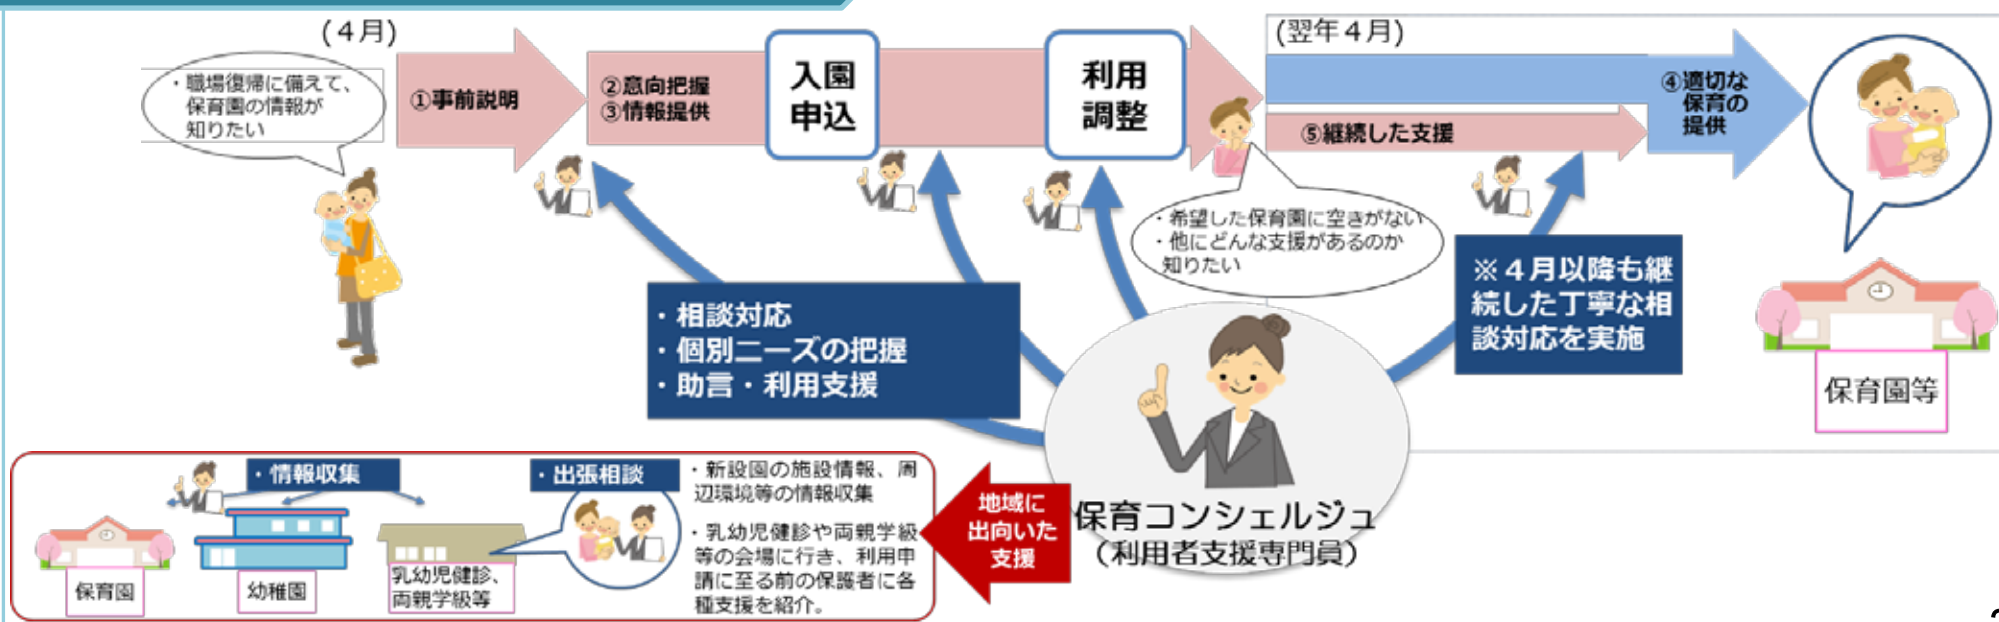 (４月)
・職場復帰に備えて、
保育園の情報が
知りたい
①事前説明
②意向把握
③情報提供
入園
申込
利用
調整
(翌年４月)
④適切な
保育の
提供
⑤継続した支援
・希望した保育園に空きがない
・他にどんな支援があるのか
知りたい
・相談対応
・個別ニーズの把握
・助言・利用支援
※４月以降も継
続した丁寧な相
談対応を実施
保育園等
保育コンシェルジュ
（利用者支援専門員）
地域に
出向いた
支援
・情報収集
・出張相談
・新設園の施設情報、周
辺環境等の情報収集
・乳幼児健診や両親学級
等の会場に行き、利用申
請に至る前の保護者に各
種支援を紹介。
保育園
幼稚園
乳幼児健診、
両親学級等